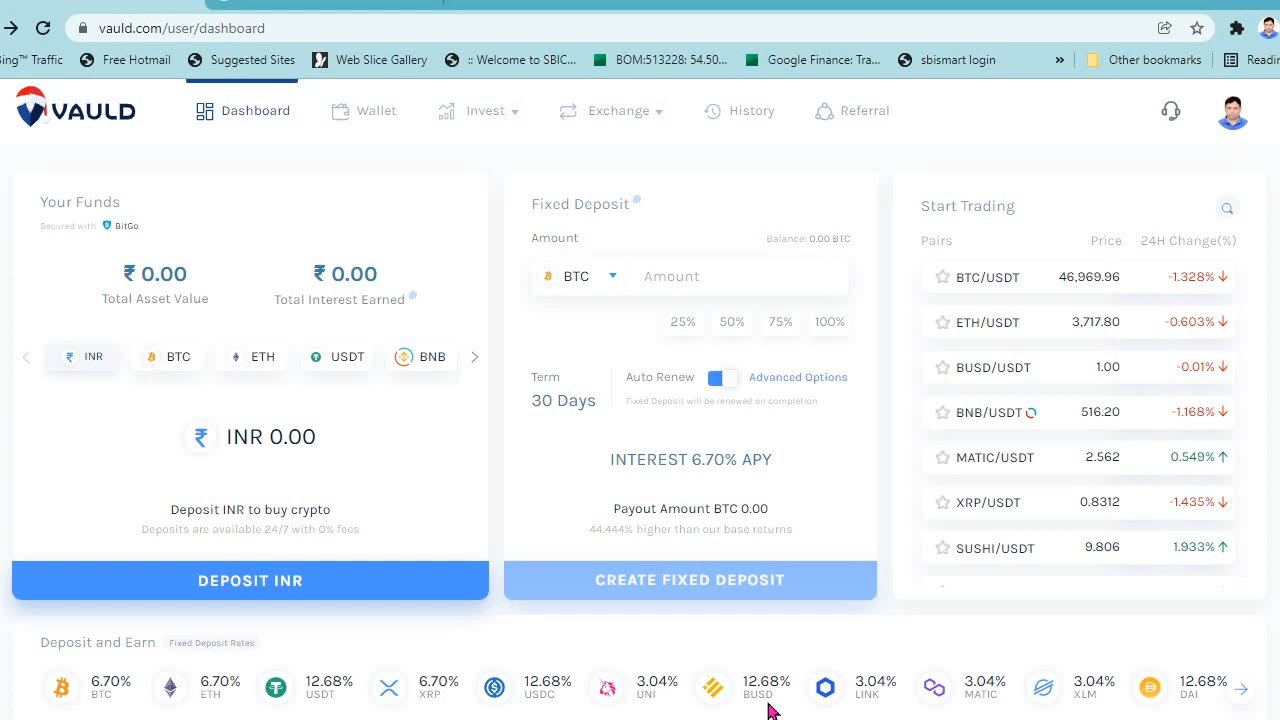 vauld.com/user/dashboard
ing™ Traffic Free Hotmail Suggested Sites Web Slice Gallery :: Welcome to SBIC... BOM:513228: 54.50... Google Finance: Tra... sbismart login » Other bookmarks Readin
VAULD Dashboard Wallet Invest Exchange History Referral
Your Funds
Secured with BitGo
₹ 0.00 ₹ 0.00
Total Asset Value Total Interest Earned
INR BTC ETH USDT BNB
₹ INR 0.00
Deposit INR to buy crypto
Deposits are available 24/7 with 0% fees
DEPOSIT INR
Fixed Deposit
Amount Balance: 0.00 BTC
BTC Amount
25% 50% 75% 100%
Term Auto Renew Advanced Options
30 Days Fixed Deposit will be renewed on completion
INTEREST 6.70% APY
Payout Amount BTC 0.00
44.444% higher than our base returns
CREATE FIXED DEPOSIT
Start Trading
Pairs Price 24H Change(%)
BTC/USDT 46,969.96 -1.328%
ETH/USDT 3,717.80 -0.603%
BUSD/USDT 1.00 -0.01%
BNB/USDT 516.20 -1.168%
MATIC/USDT 2.562 0.549%
XRP/USDT 0.8312 -1.435%
SUSHI/USDT 9.806 1.933%
Deposit and Earn Fixed Deposit Rates
6.70% 6.70% 12.68% 6.70% 12.68% 3.04% 12.68% 3.04% 3.04% 3.04% 12.68%
BTC ETH USDT XRP USDC UNI BUSD LINK MATIC XLM DAI